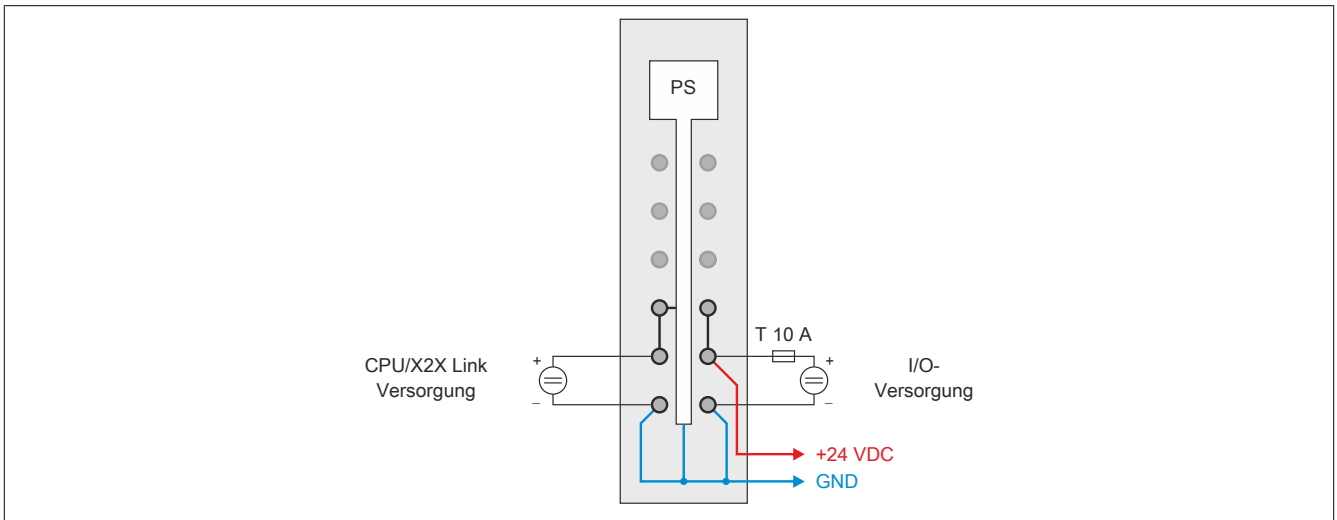 PS
T 10 A
CPU/X2X Link
Versorgung
+
–
+
–
I/O-
Versorgung
+24 VDC
GND